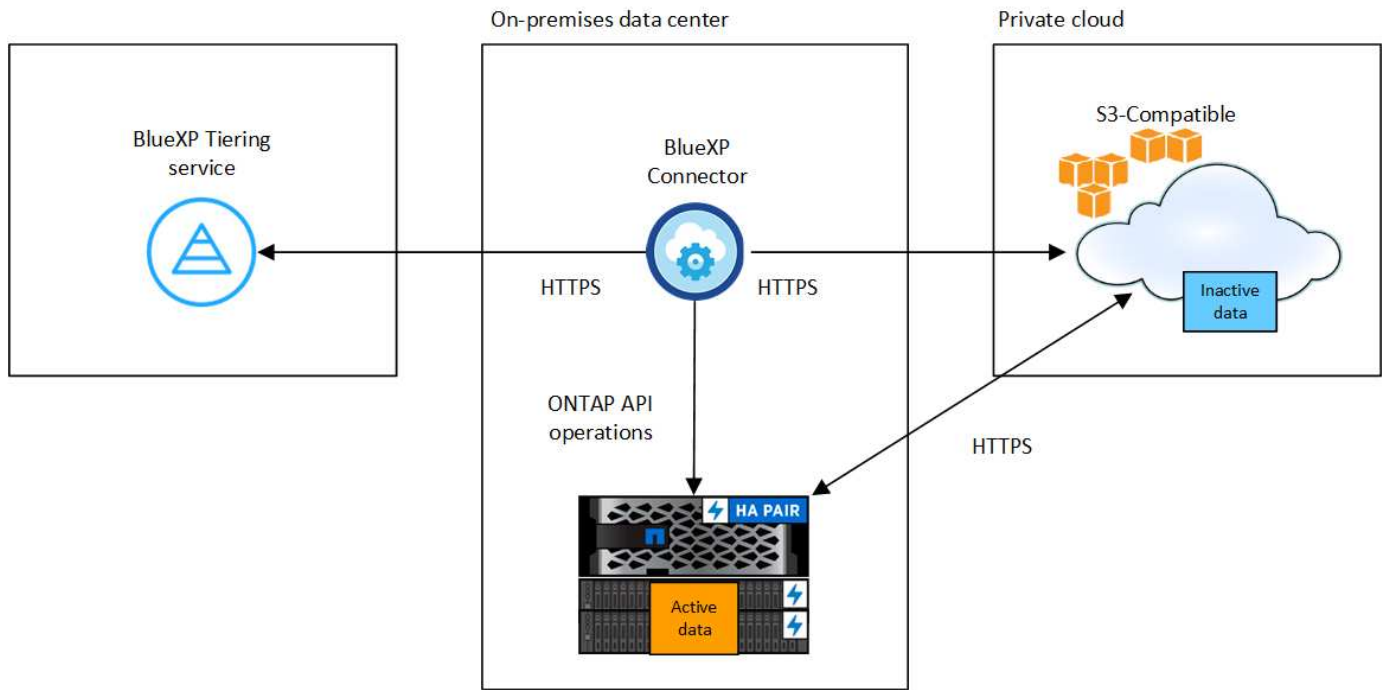 On-premises data center
Private cloud
BlueXP Tiering
service
BlueXP
Connector
S3-Compatible
HTTPS
HTTPS
Inactive
data
ONTAP API
operations
HTTPS
HA PAIR
Active
data